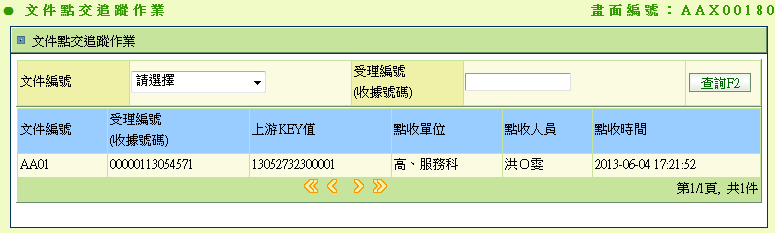 文件點交追蹤作業 畫面編號：AAX00180
文件點交追蹤作業
文件編號 請選擇 受理編號 (收據號碼) 查詢F2
文件編號 受理編號 (收據號碼) 上游KEY值 點收單位 點收人員 點收時間
AA01 00000113054571 13052732300001 高、服務科 洪○雯 2013-06-04 17:21:52
第1/1頁, 共1件